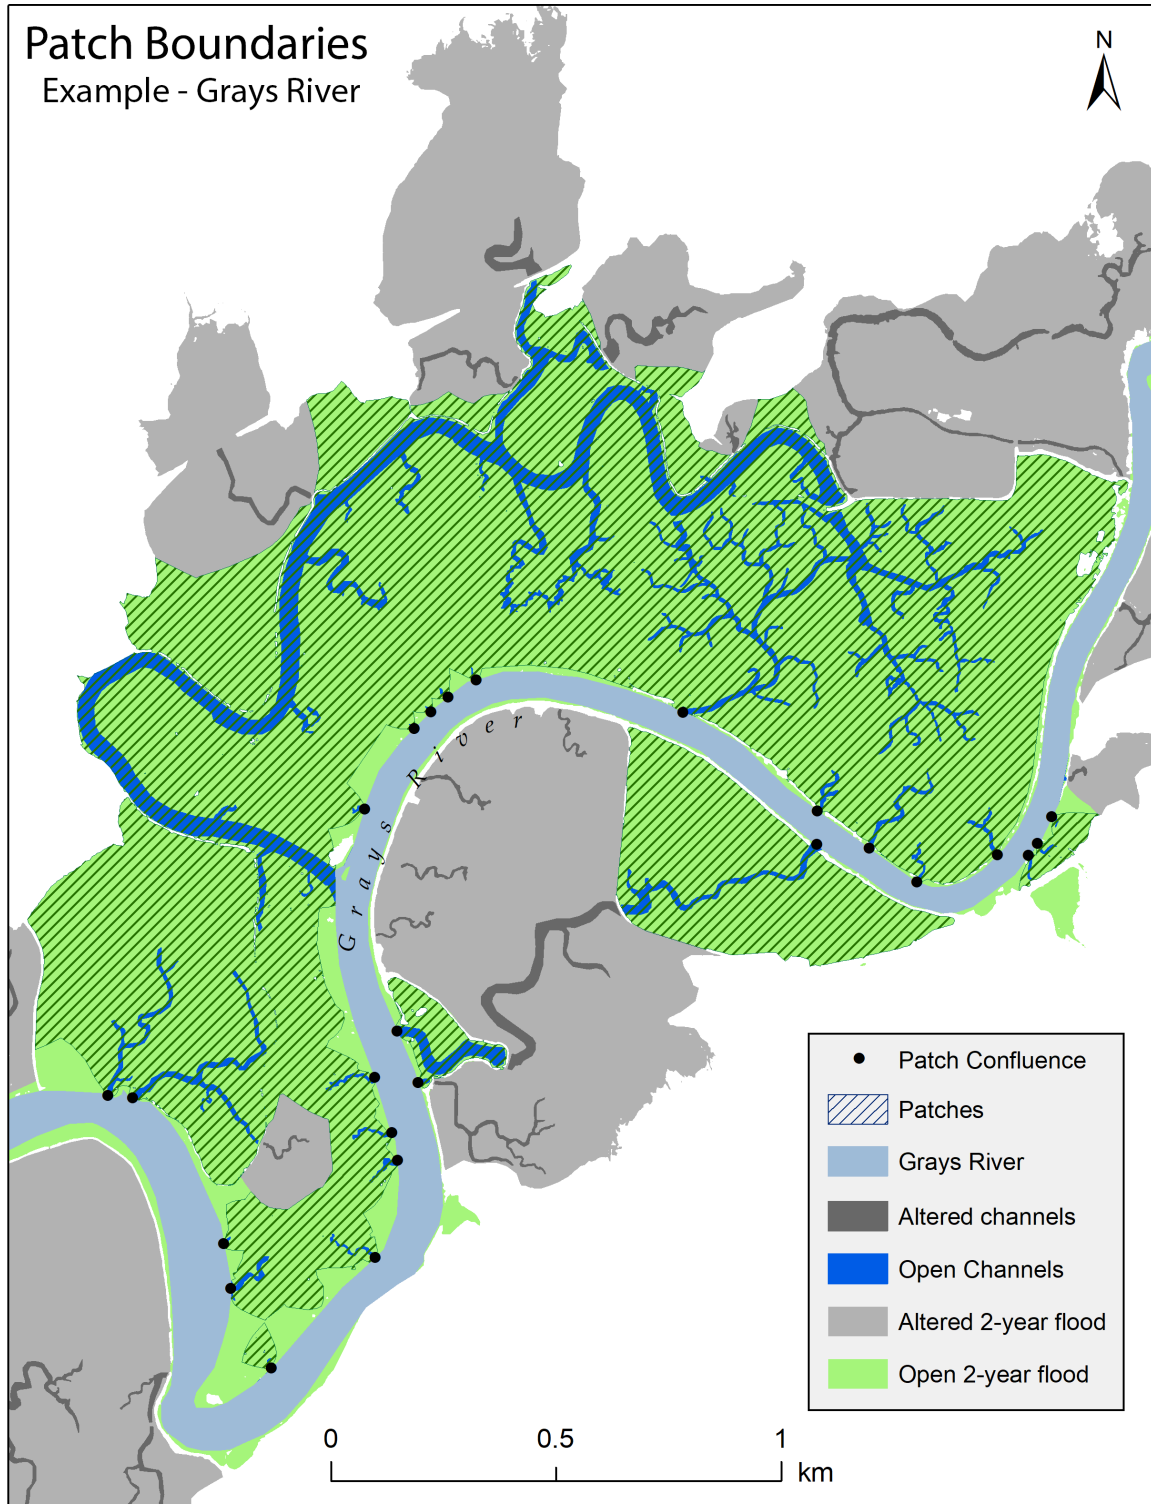 Patch Boundaries
Example - Grays River
N
Grays River
Patch Confluence
Patches
Grays River
Altered channels
Open Channels
Altered 2-year flood
Open 2-year flood
0 0.5 1
km